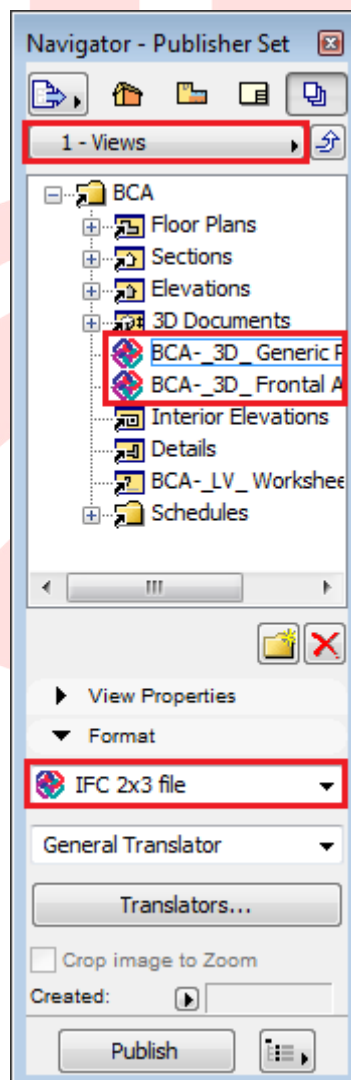 Navigator - Publisher Set
1 - Views
BCA
Floor Plans
Sections
Elevations
3D Documents
BCA-_3D_ Generic
BCA-_3D_ Frontal
Interior Elevations
Details
BCA-_LV_ Workshee
Schedules
View Properties
Format
IFC 2x3 file
General Translator
Translators...
Crop image to Zoom
Created:
Publish